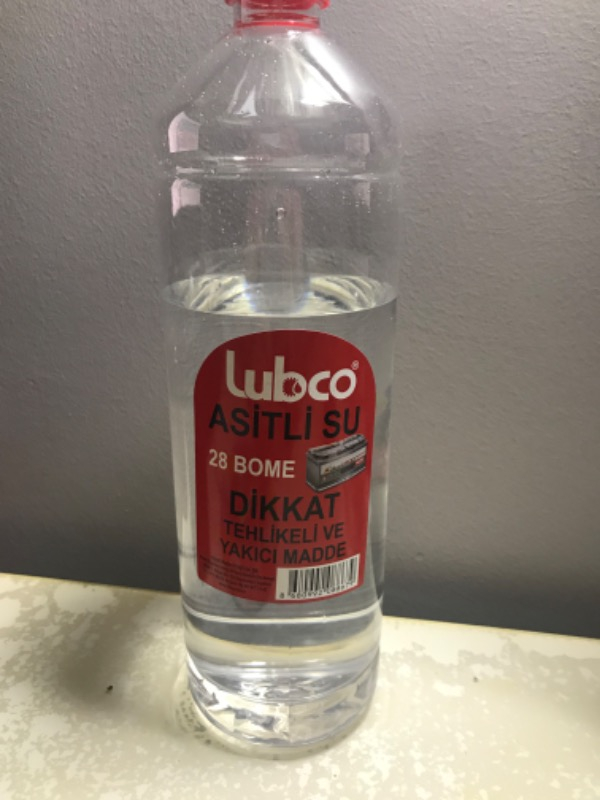 Lubco®
ASİTLİ SU
28 BOME
DİKKAT
TEHLİKELİ VE
YAKICI MADDE